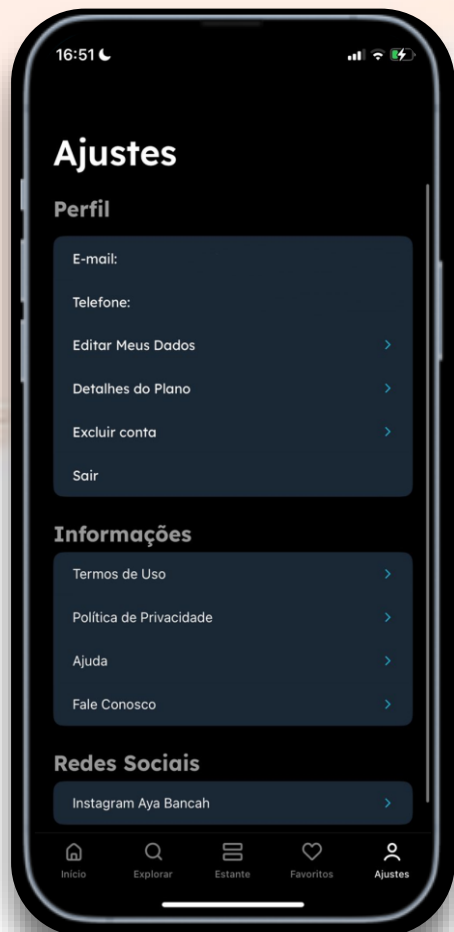 16:51
Ajustes
Perfil
E-mail:
Telefone:
Editar Meus Dados
Detalhes do Plano
Excluir conta
Sair
Informações
Termos de Uso
Política de Privacidade
Ajuda
Fale Conosco
Redes Sociais
Instagram Aya Bancah
Início
Explorar
Estante
Favoritos
Ajustes